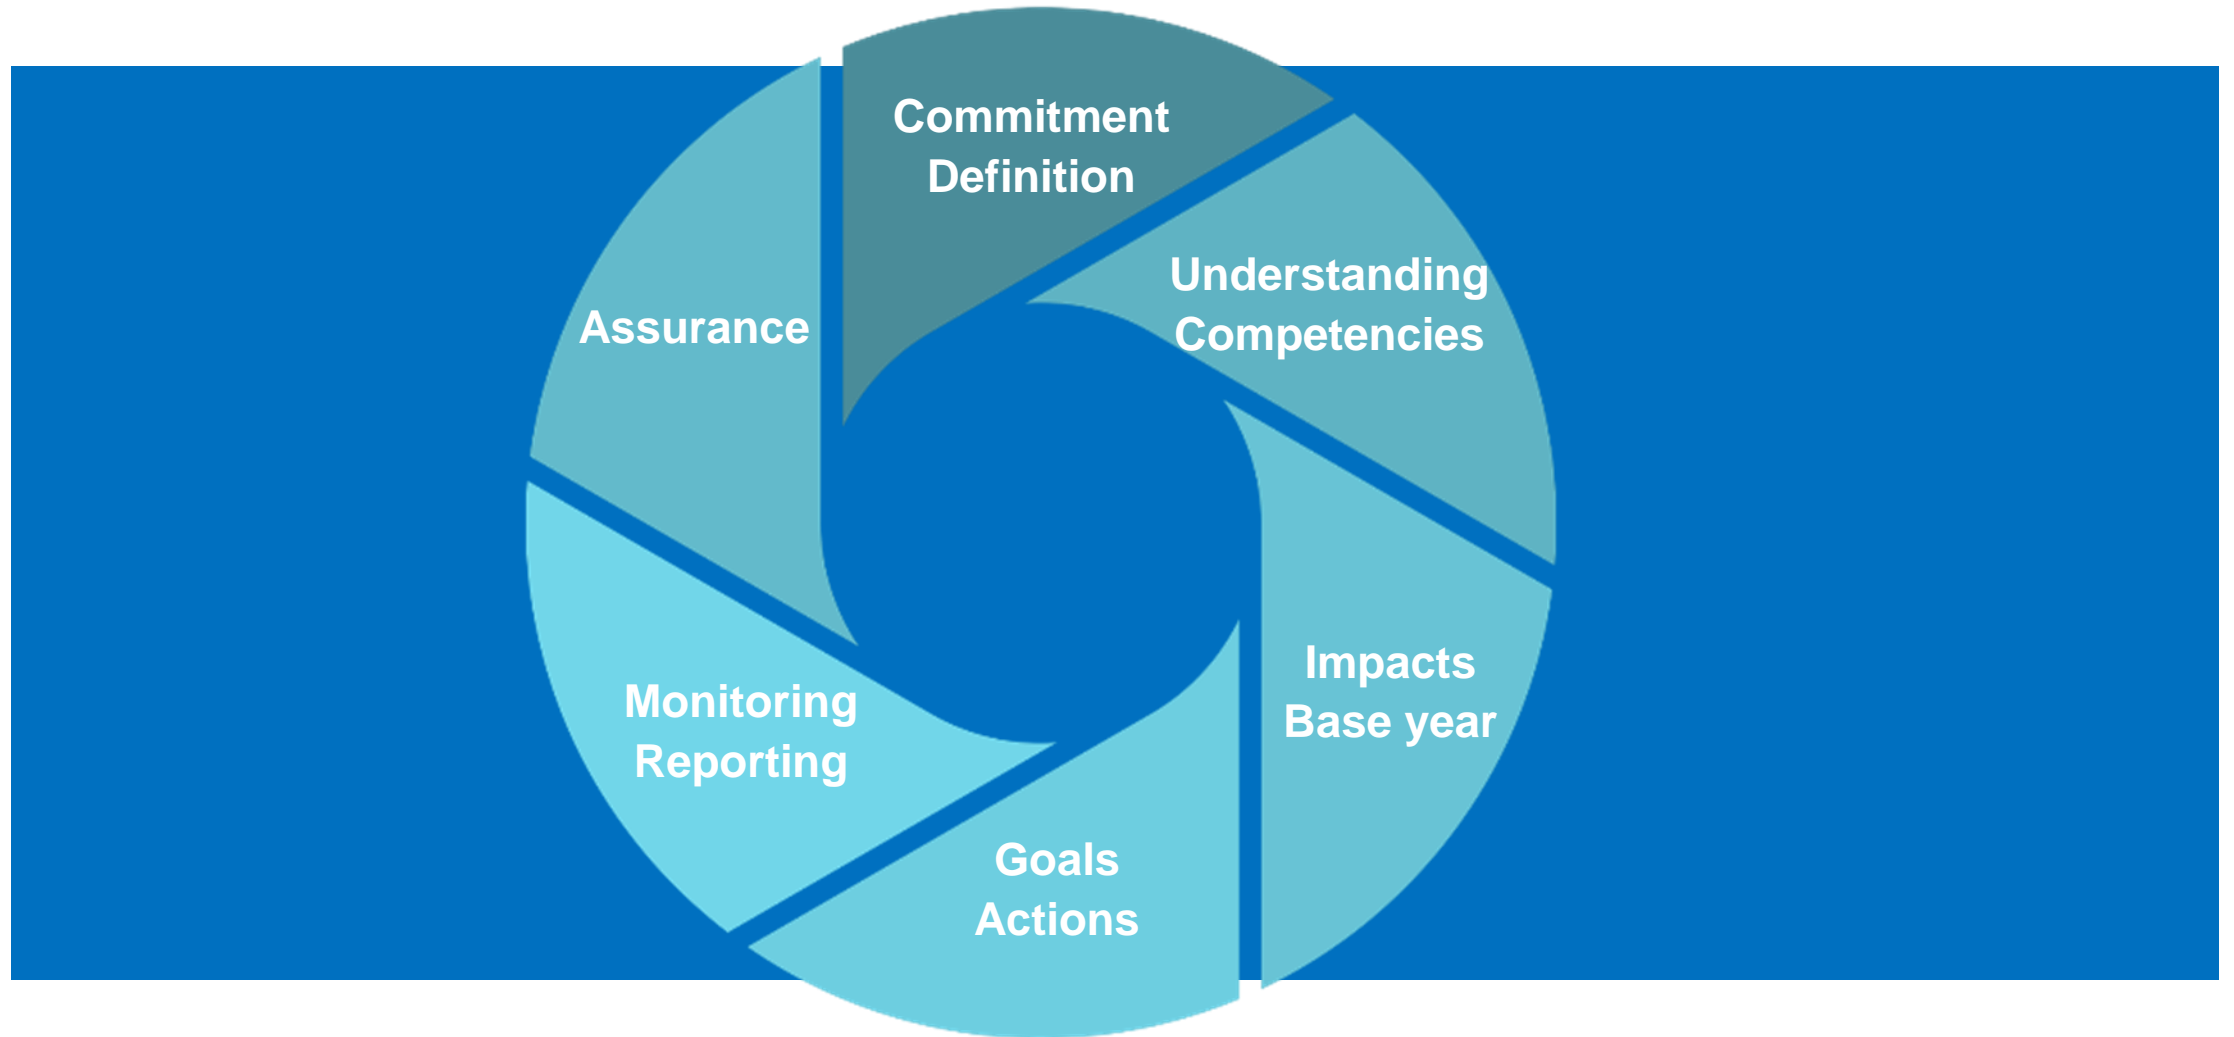 Commitment
Definition
Understanding
Competencies
Impacts
Base year
Goals
Actions
Monitoring
Reporting
Assurance